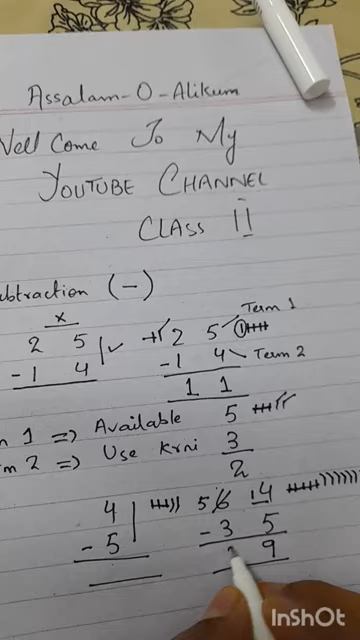 Assalam-O-Alikum
Well Come To My
YOUTUBE CHANNEL
CLASS II
ubtraction (-)
x
2 5
- 1 4
Term 1
2 5
- 1 4
Term 2
1 1
m 1 => Available 5
m 2 => Use krni 3
2
4
- 5
5 6 14
- 3 5
9
InShOt